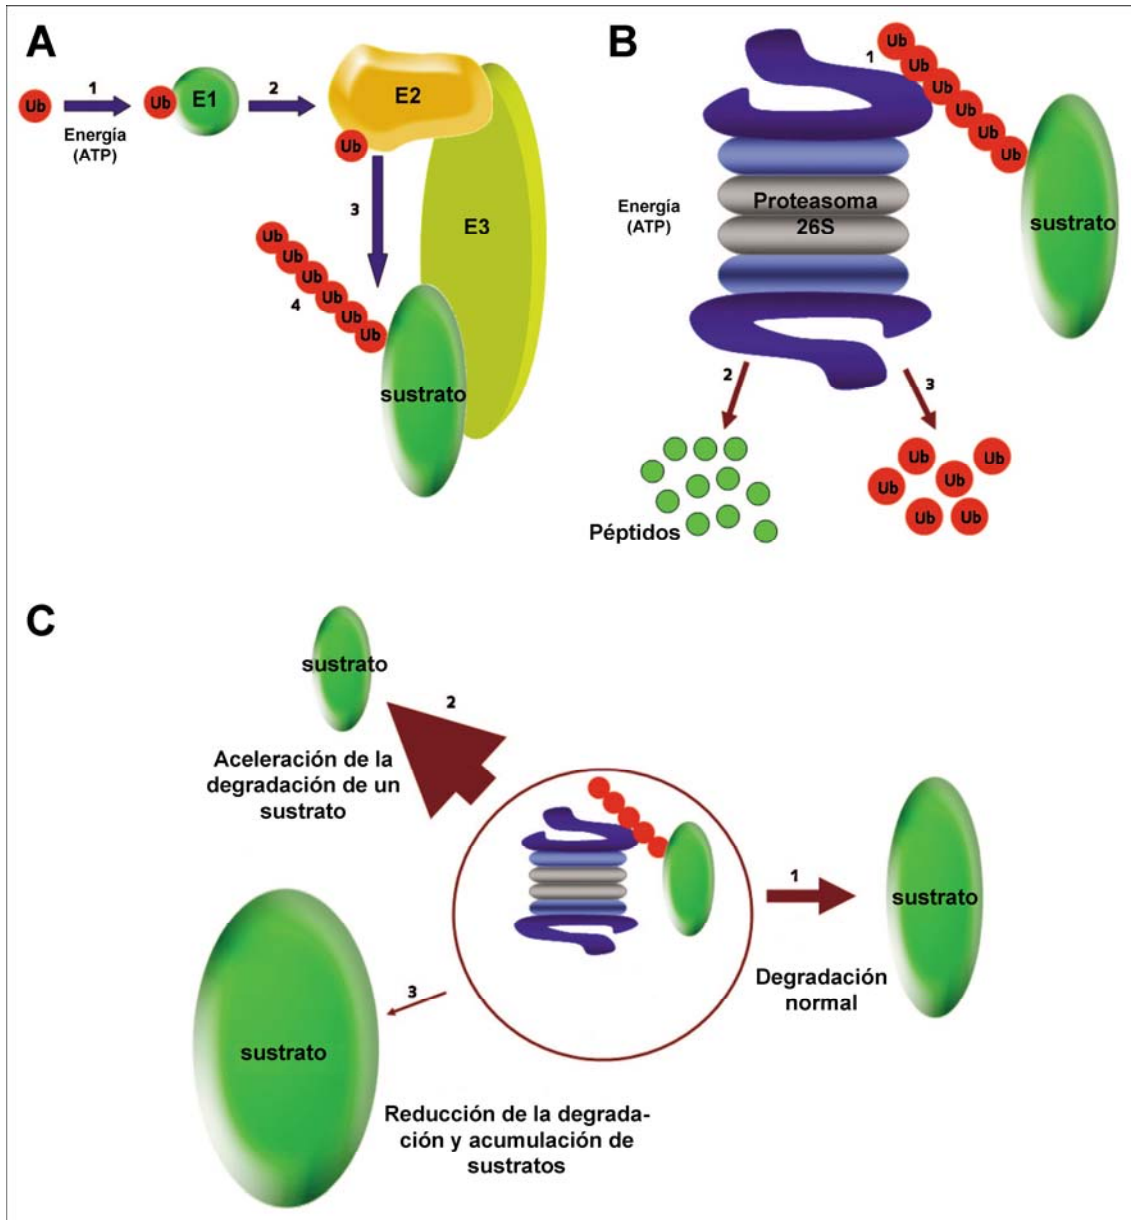 A
Ub
1
Energía
(ATP)
Ub
E1
2
E2
Ub
3
E3
Ub
Ub
Ub
Ub
Ub
Ub
4
sustrato
B
1
Ub
Ub
Ub
Ub
Ub
Ub
sustrato
Energía
(ATP)
Proteasoma
26S
2
3
Péptidos
Ub
Ub
Ub
Ub
Ub
Ub
C
sustrato
2
Aceleración de la
degradación de un
sustrato
1
sustrato
Degradación
normal
3
sustrato
Reducción de la degrada-
ción y acumulación de
sustratos